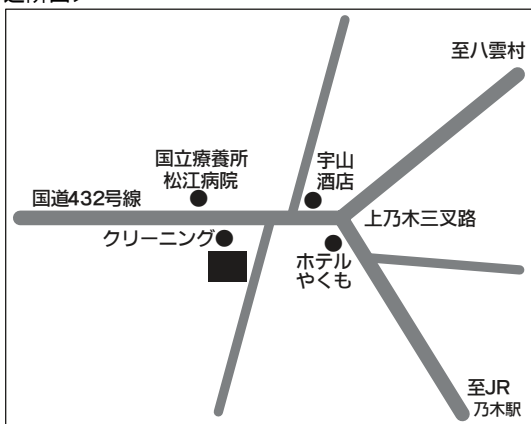 至八雲村
国立療養所
松江病院
宇山
酒店
国道432号線
上乃木三叉路
クリーニング
ホテル
やくも
至JR
乃木駅